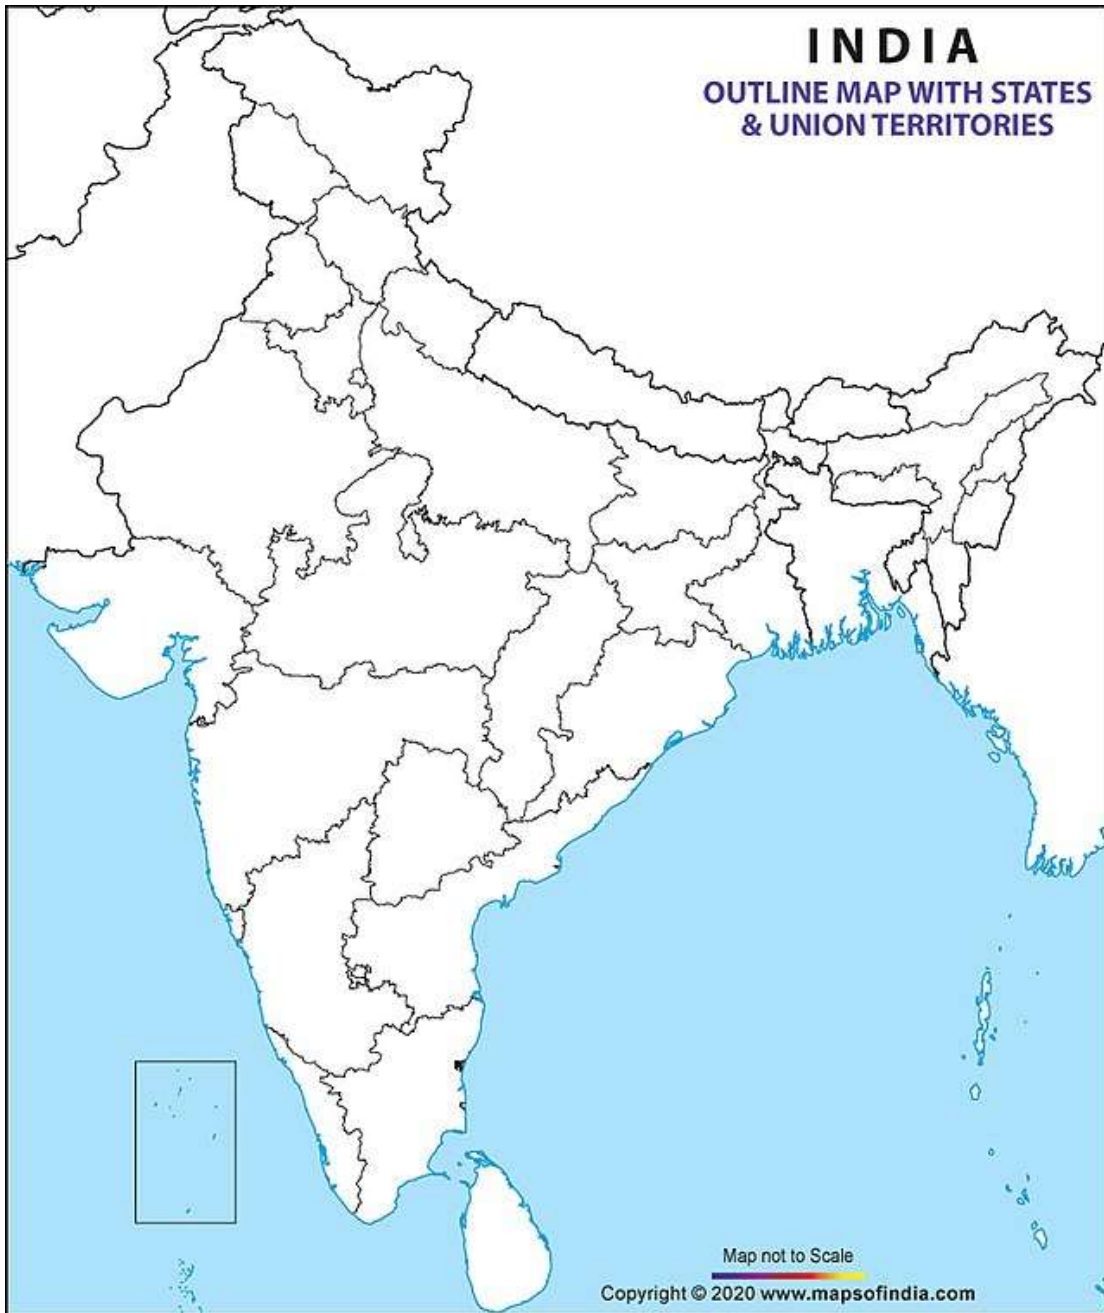 INDIA
OUTLINE MAP WITH STATES
& UNION TERRITORIES
Map not to Scale
Copyright © 2020 www.mapsofindia.com